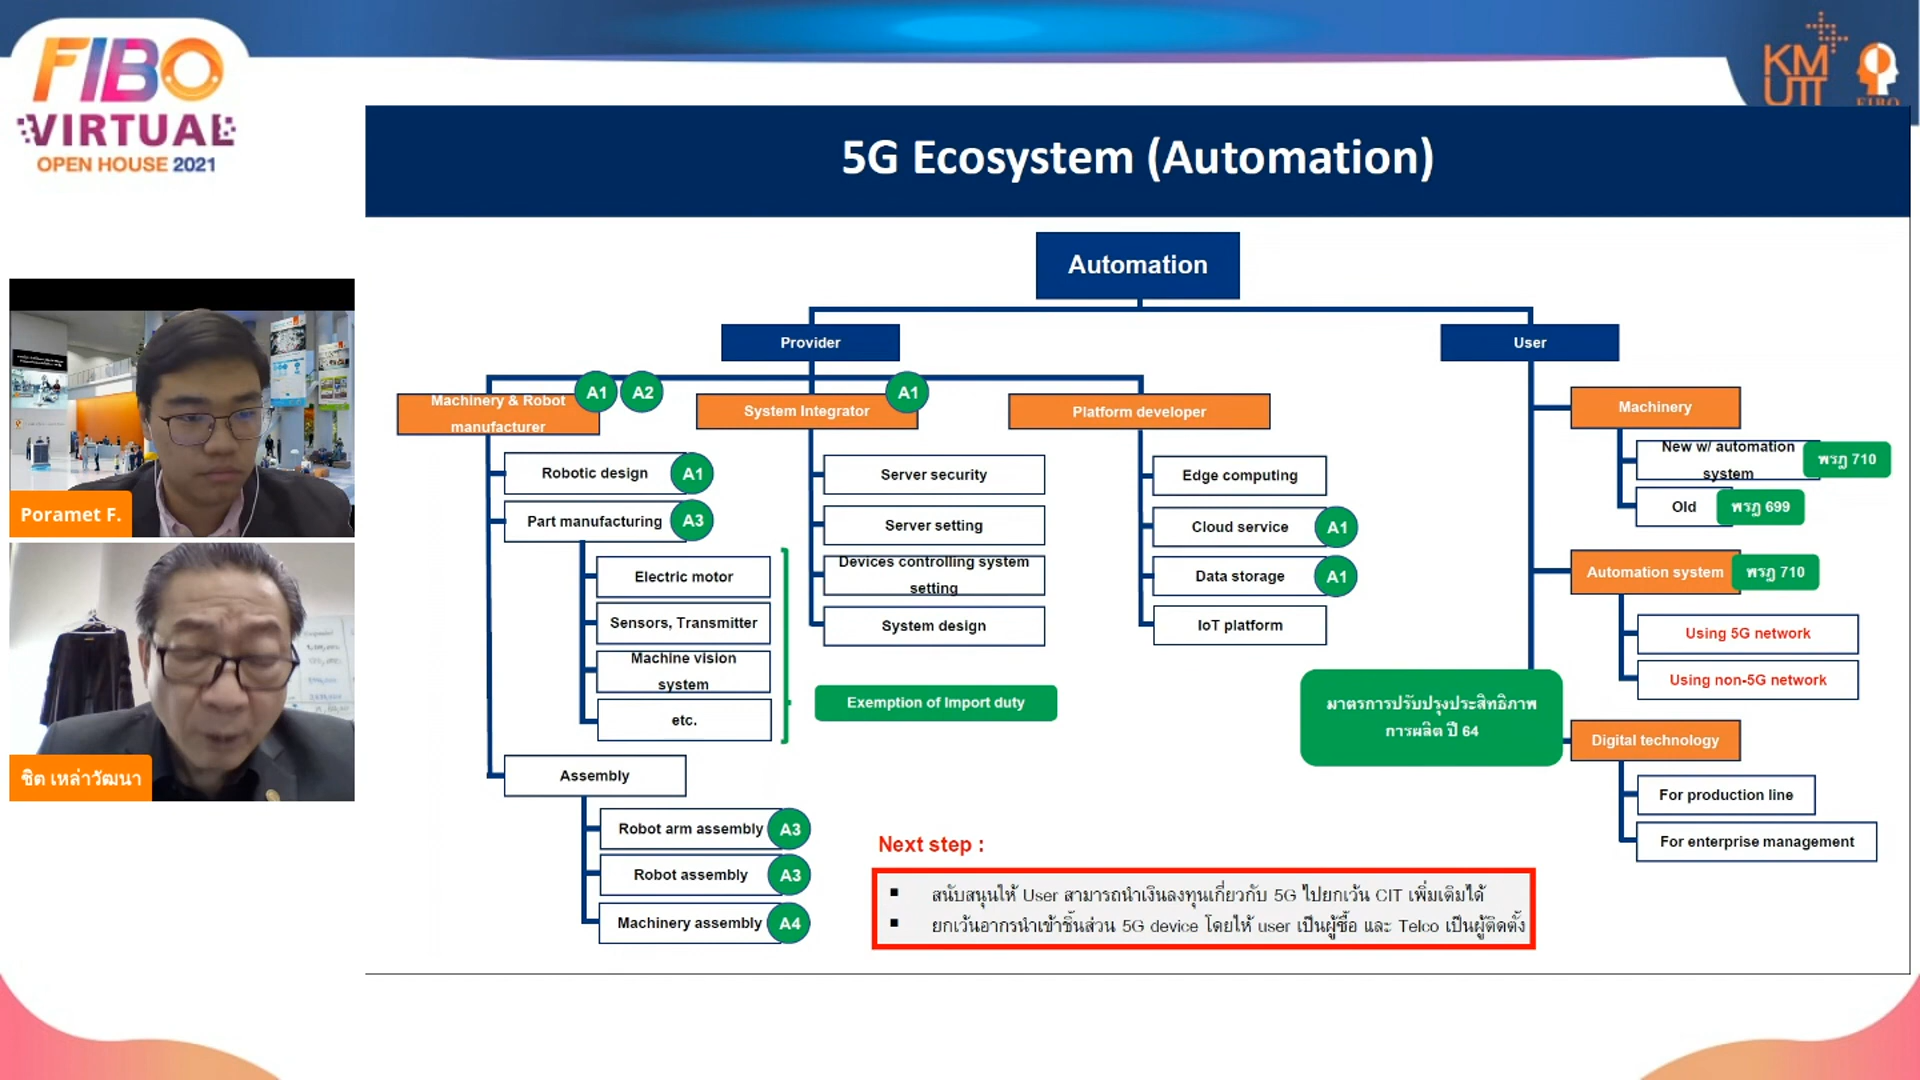 FIBO
VIRTUAL
OPEN HOUSE 2021
KM
UTT
FIBO
5G Ecosystem (Automation)
Automation
Provider
User
Machinery & Robot
manufacturer
A1
A2
System Integrator
A1
Platform developer
Robotic design
A1
Part manufacturing
A3
Electric motor
Sensors, Transmitter
Machine vision
system
etc.
Assembly
Robot arm assembly
A3
Robot assembly
A3
Machinery assembly
A4
Server security
Server setting
Devices controlling system
setting
System design
Exemption of Import duty
Edge computing
Cloud service
A1
Data storage
A1
IoT platform
Machinery
New w/ automation
system
พรฎ 710
Old
พรฎ 699
Automation system
พรฎ 710
Using 5G network
Using non-5G network
มาตรการปรับปรุงประสิทธิภาพ
การผลิต ปี 64
Digital technology
For production line
For enterprise management
Next step :
▪ สนับสนุนให้ User สามารถนำเงินลงทุนเกี่ยวกับ 5G ไปยกเว้น CIT เพิ่มเติมได้
▪ ยกเว้นอากรนำเข้าชิ้นส่วน 5G device โดยให้ user เป็นผู้ซื้อ และ Telco เป็นผู้ติดตั้ง
Poramet F.
ชิต เหล่าวัฒนา